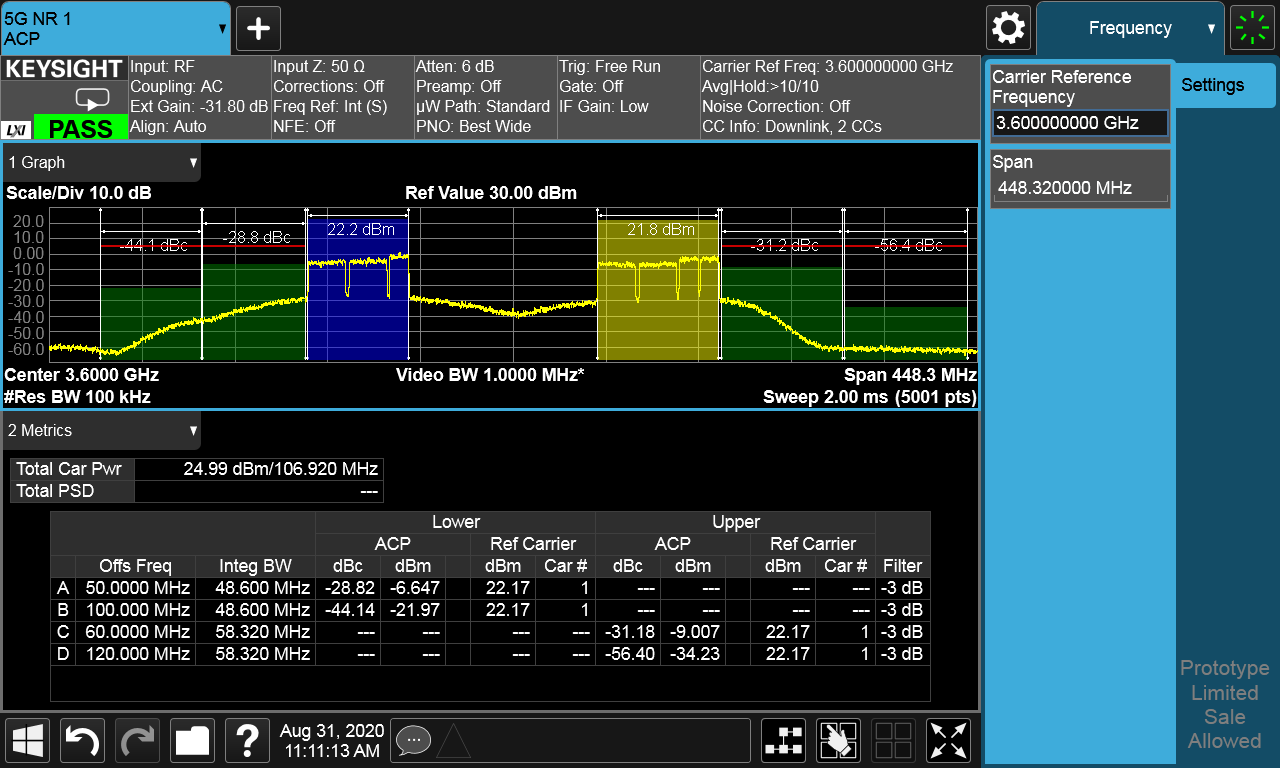 5G NR 1
ACP
Frequency
KEYSIGHT
LXI
PASS
Input: RF
Coupling: AC
Ext Gain: -31.80 dB
Align: Auto
Input Z: 50 Ω
Corrections: Off
Freq Ref: Int (S)
NFE: Off
Atten: 6 dB
Preamp: Off
µW Path: Standard
PNO: Best Wide
Trig: Free Run
Gate: Off
IF Gain: Low
Carrier Ref Freq: 3.600000000 GHz
Avg|Hold:>10/10
Noise Correction: Off
CC Info: Downlink, 2 CCs
Carrier Reference
Frequency
3.600000000 GHz
Span
448.320000 MHz
Settings
1 Graph
Scale/Div 10.0 dB Ref Value 30.00 dBm
20.0
10.0
0.00
-10.0
-20.0
-30.0
-40.0
-50.0
-60.0
-44.1 dBc -28.8 dBc 22.2 dBm 21.8 dBm -31.2 dBc -56.4 dBc
Center 3.6000 GHz Video BW 1.0000 MHz* Span 448.3 MHz
#Res BW 100 kHz Sweep 2.00 ms (5001 pts)
2 Metrics
Total Car Pwr 24.99 dBm/106.920 MHz
Total PSD ---
Lower Upper
ACP Ref Carrier ACP Ref Carrier
Offs Freq Integ BW dBc dBm dBm Car # dBc dBm dBm Car # Filter
A 50.0000 MHz 48.600 MHz -28.82 -6.647 22.17 1 --- --- --- --- -3 dB
B 100.000 MHz 48.600 MHz -44.14 -21.97 22.17 1 --- --- --- --- -3 dB
C 60.0000 MHz 58.320 MHz --- --- --- --- -31.18 -9.007 22.17 1 -3 dB
D 120.000 MHz 58.320 MHz --- --- --- --- -56.40 -34.23 22.17 1 -3 dB
Prototype
Limited
Sale
Allowed
?
Aug 31, 2020
11:11:13 AM